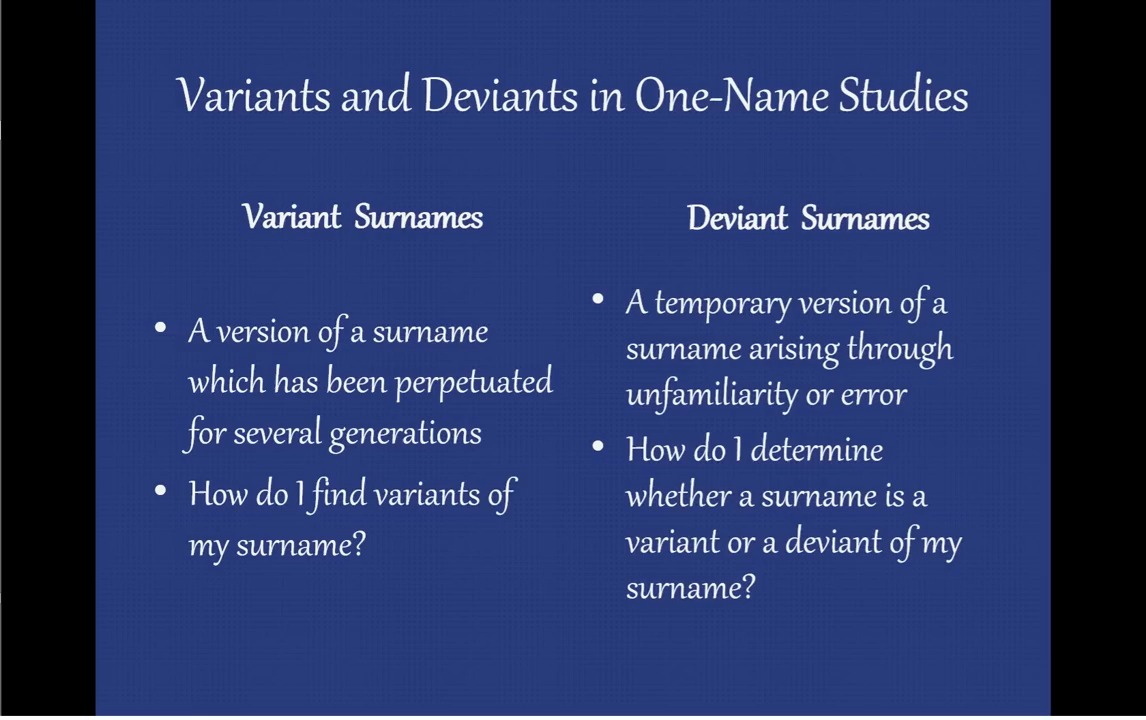 Variants and Deviants in One-Name Studies
Variant Surnames
• A version of a surname
which has been perpetuated
for several generations
• How do I find variants of
my surname?
Deviant Surnames
• A temporary version of a
surname arising through
unfamiliarity or error
• How do I determine
whether a surname is a
variant or a deviant of my
surname?